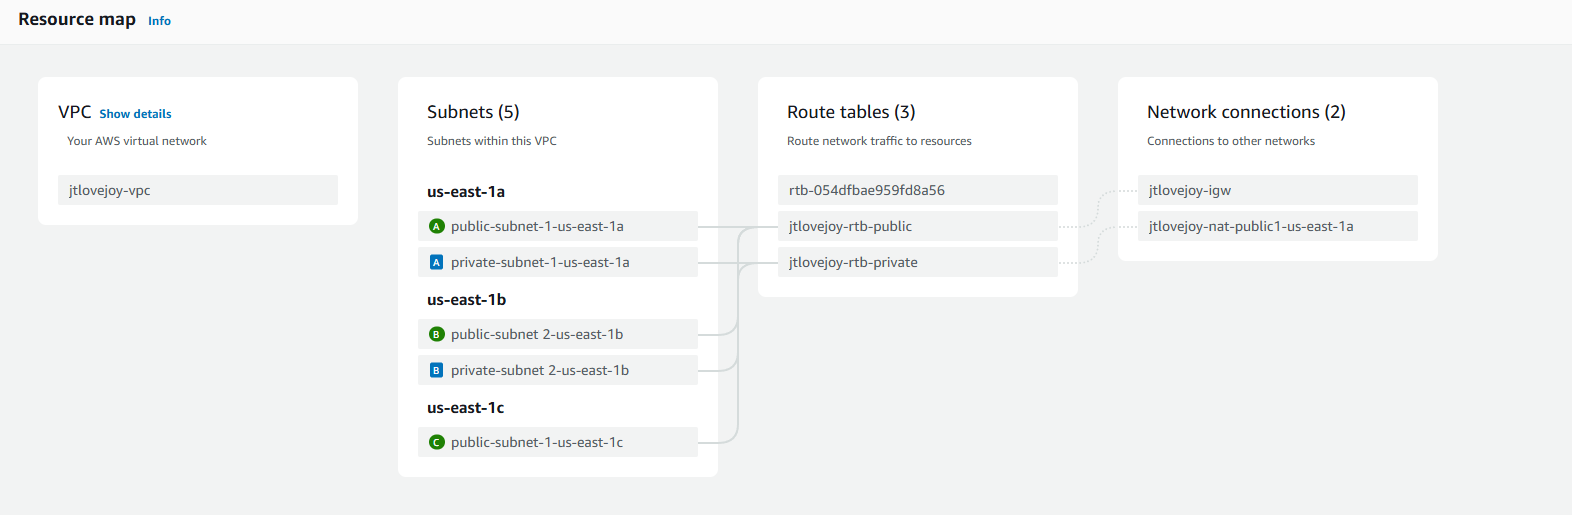 Resource map Info
VPC Show details
Your AWS virtual network
jtlovejoy-vpc
Subnets (5)
Subnets within this VPC
us-east-1a
A public-subnet-1-us-east-1a
A private-subnet-1-us-east-1a
us-east-1b
B public-subnet 2-us-east-1b
B private-subnet 2-us-east-1b
us-east-1c
C public-subnet-1-us-east-1c
Route tables (3)
Route network traffic to resources
rtb-054dfbae959fd8a56
jtlovejoy-rtb-public
jtlovejoy-rtb-private
Network connections (2)
Connections to other networks
jtlovejoy-igw
jtlovejoy-nat-public1-us-east-1a